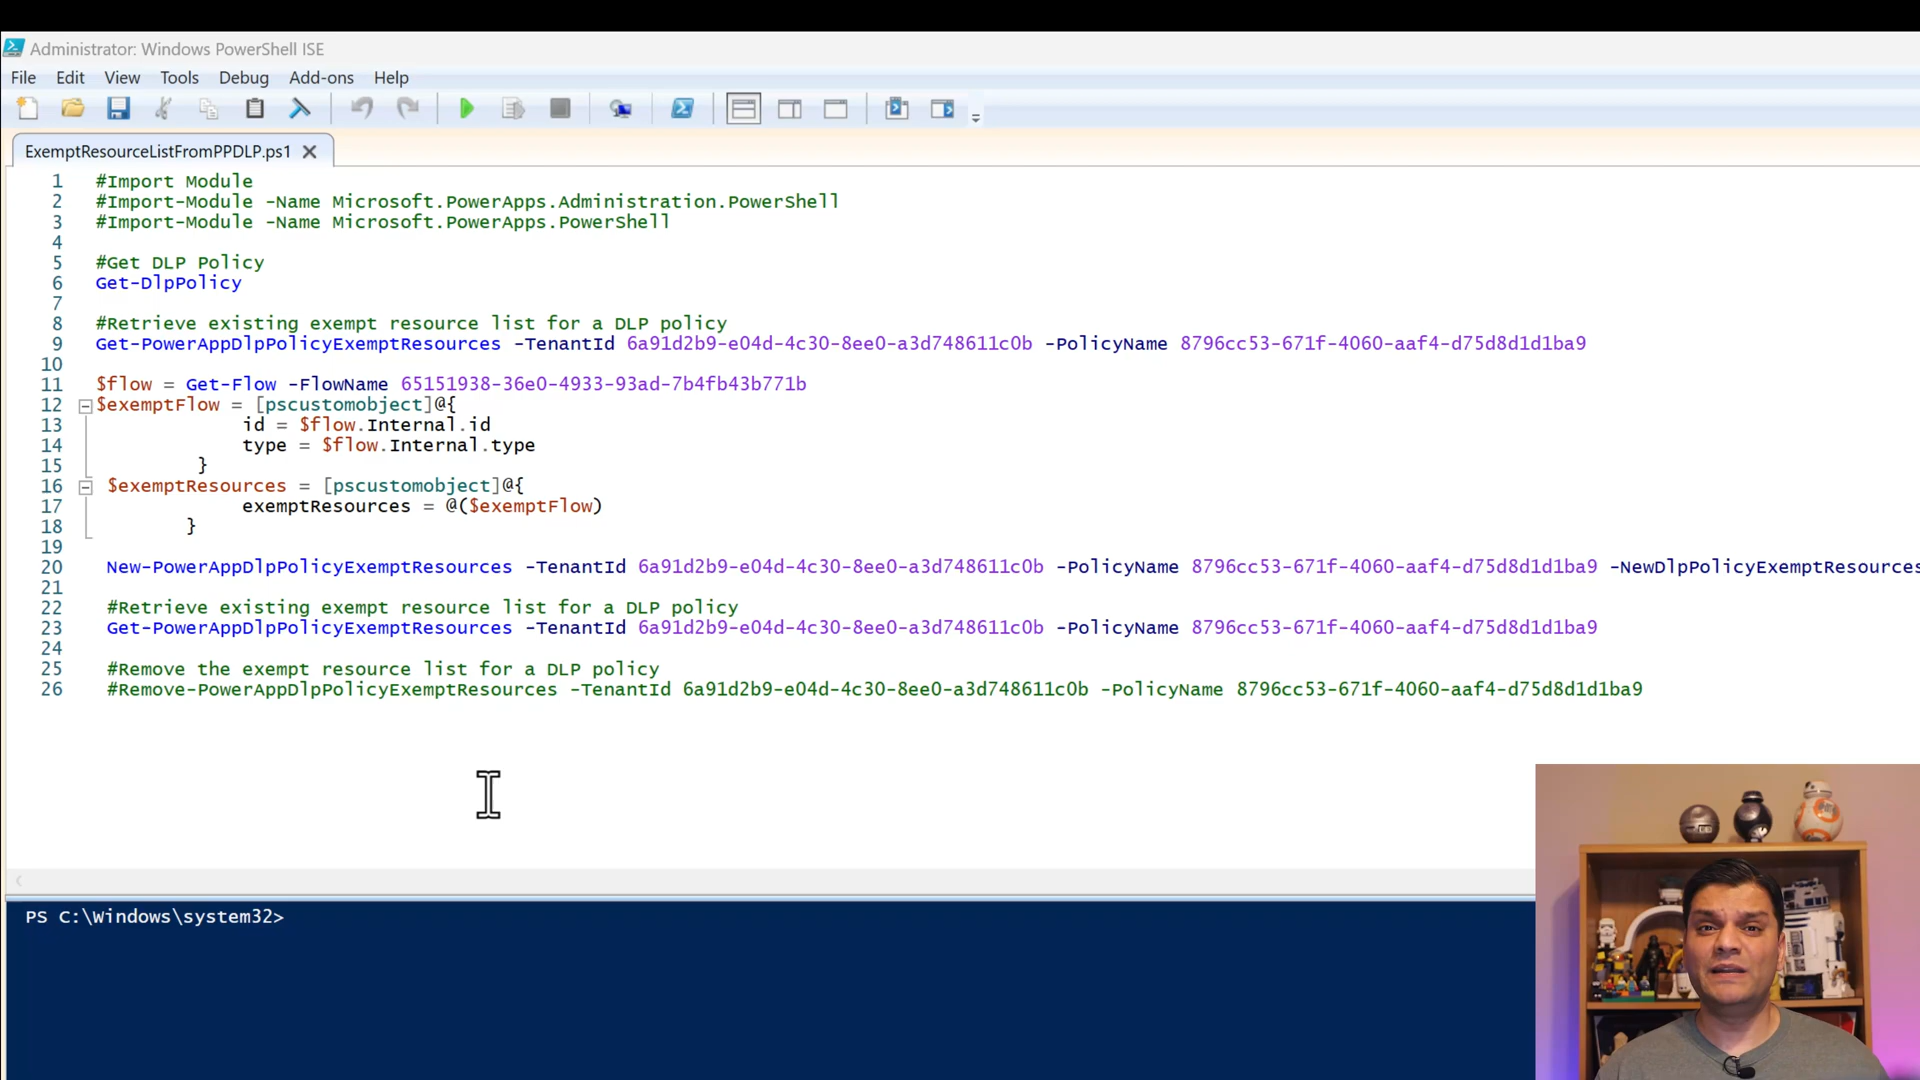 Administrator: Windows PowerShell ISE
File Edit View Tools Debug Add-ons Help
ExemptResourceListFromPPDLP.ps1
1 #Import Module
2 #Import-Module -Name Microsoft.PowerApps.Administration.PowerShell
3 #Import-Module -Name Microsoft.PowerApps.PowerShell
4
5 #Get DLP Policy
6 Get-DlpPolicy
7
8 #Retrieve existing exempt resource list for a DLP policy
9 Get-PowerAppDlpPolicyExemptResources -TenantId 6a91d2b9-e04d-4c30-8ee0-a3d748611c0b -PolicyName 8796cc53-671f-4060-aaf4-d75d8d1d1ba9
10
11 $flow = Get-Flow -FlowName 65151938-36e0-4933-93ad-7b4fb43b771b
12 $exemptFlow = [pscustomobject]@{
13 id = $flow.Internal.id
14 type = $flow.Internal.type
15 }
16 $exemptResources = [pscustomobject]@{
17 exemptResources = @($exemptFlow)
18 }
19
20 New-PowerAppDlpPolicyExemptResources -TenantId 6a91d2b9-e04d-4c30-8ee0-a3d748611c0b -PolicyName 8796cc53-671f-4060-aaf4-d75d8d1d1ba9 -NewDlpPolicyExemptResources
21
22 #Retrieve existing exempt resource list for a DLP policy
23 Get-PowerAppDlpPolicyExemptResources -TenantId 6a91d2b9-e04d-4c30-8ee0-a3d748611c0b -PolicyName 8796cc53-671f-4060-aaf4-d75d8d1d1ba9
24
25 #Remove the exempt resource list for a DLP policy
26 #Remove-PowerAppDlpPolicyExemptResources -TenantId 6a91d2b9-e04d-4c30-8ee0-a3d748611c0b -PolicyName 8796cc53-671f-4060-aaf4-d75d8d1d1ba9
PS C:\Windows\system32>